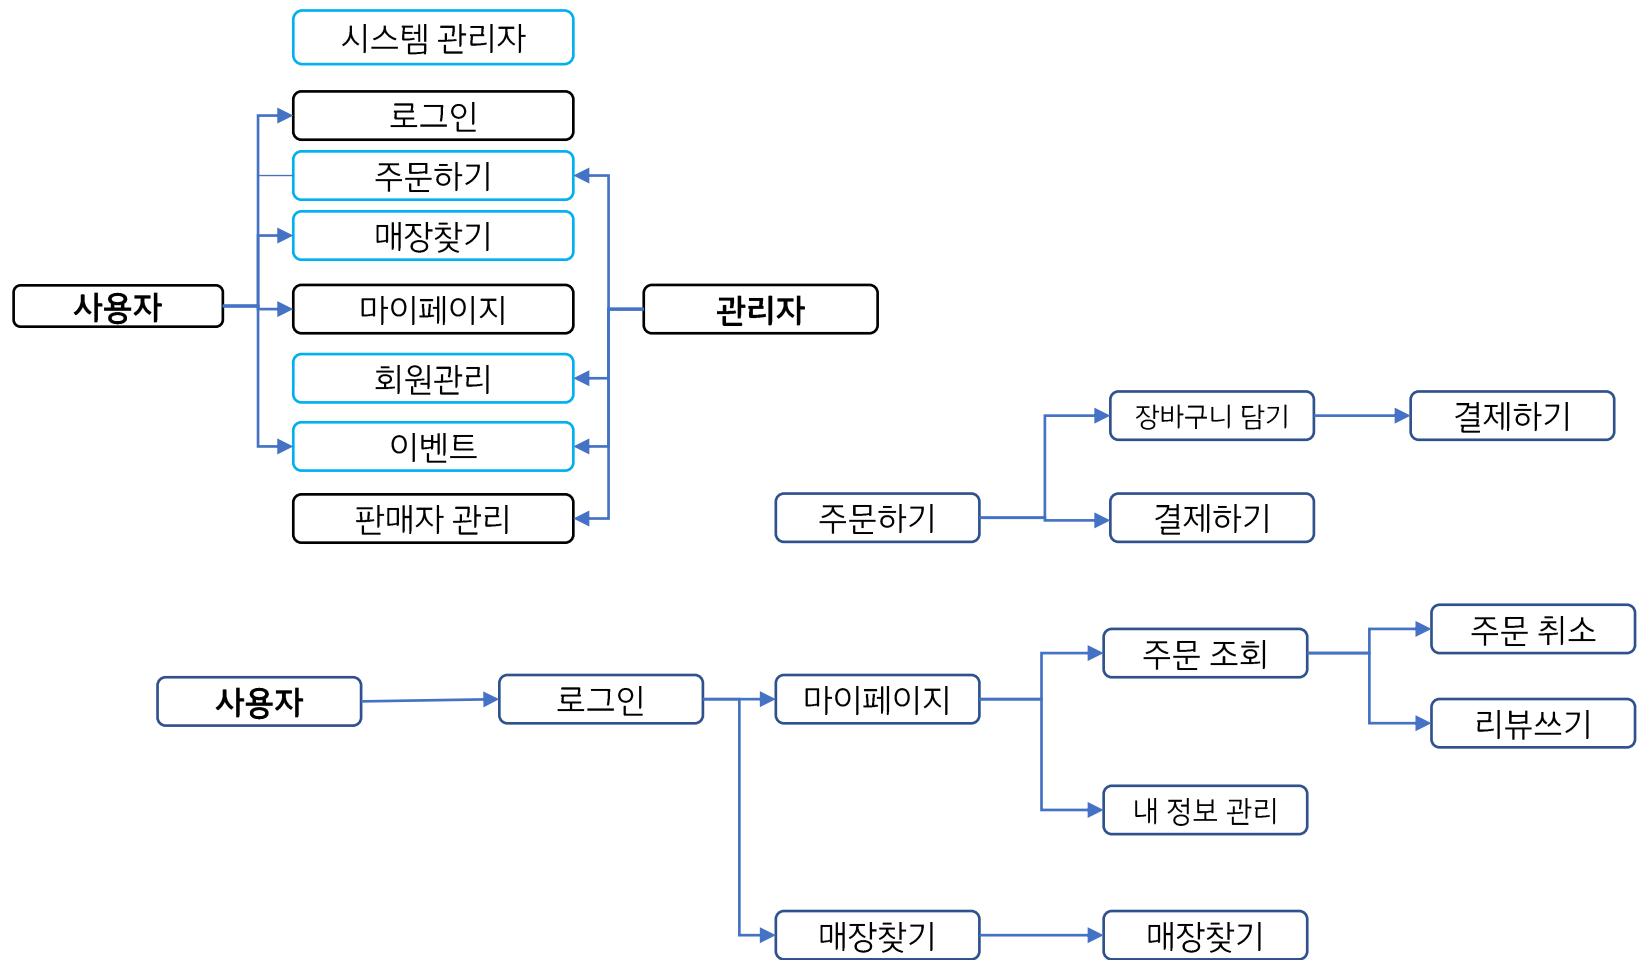 시스템 관리자
로그인
주문하기
매장찾기
사용자
마이페이지
관리자
회원관리
이벤트
판매자 관리
장바구니 담기
결제하기
주문하기
결제하기
주문 취소
주문 조회
사용자
로그인
마이페이지
리뷰쓰기
내 정보 관리
매장찾기
매장찾기